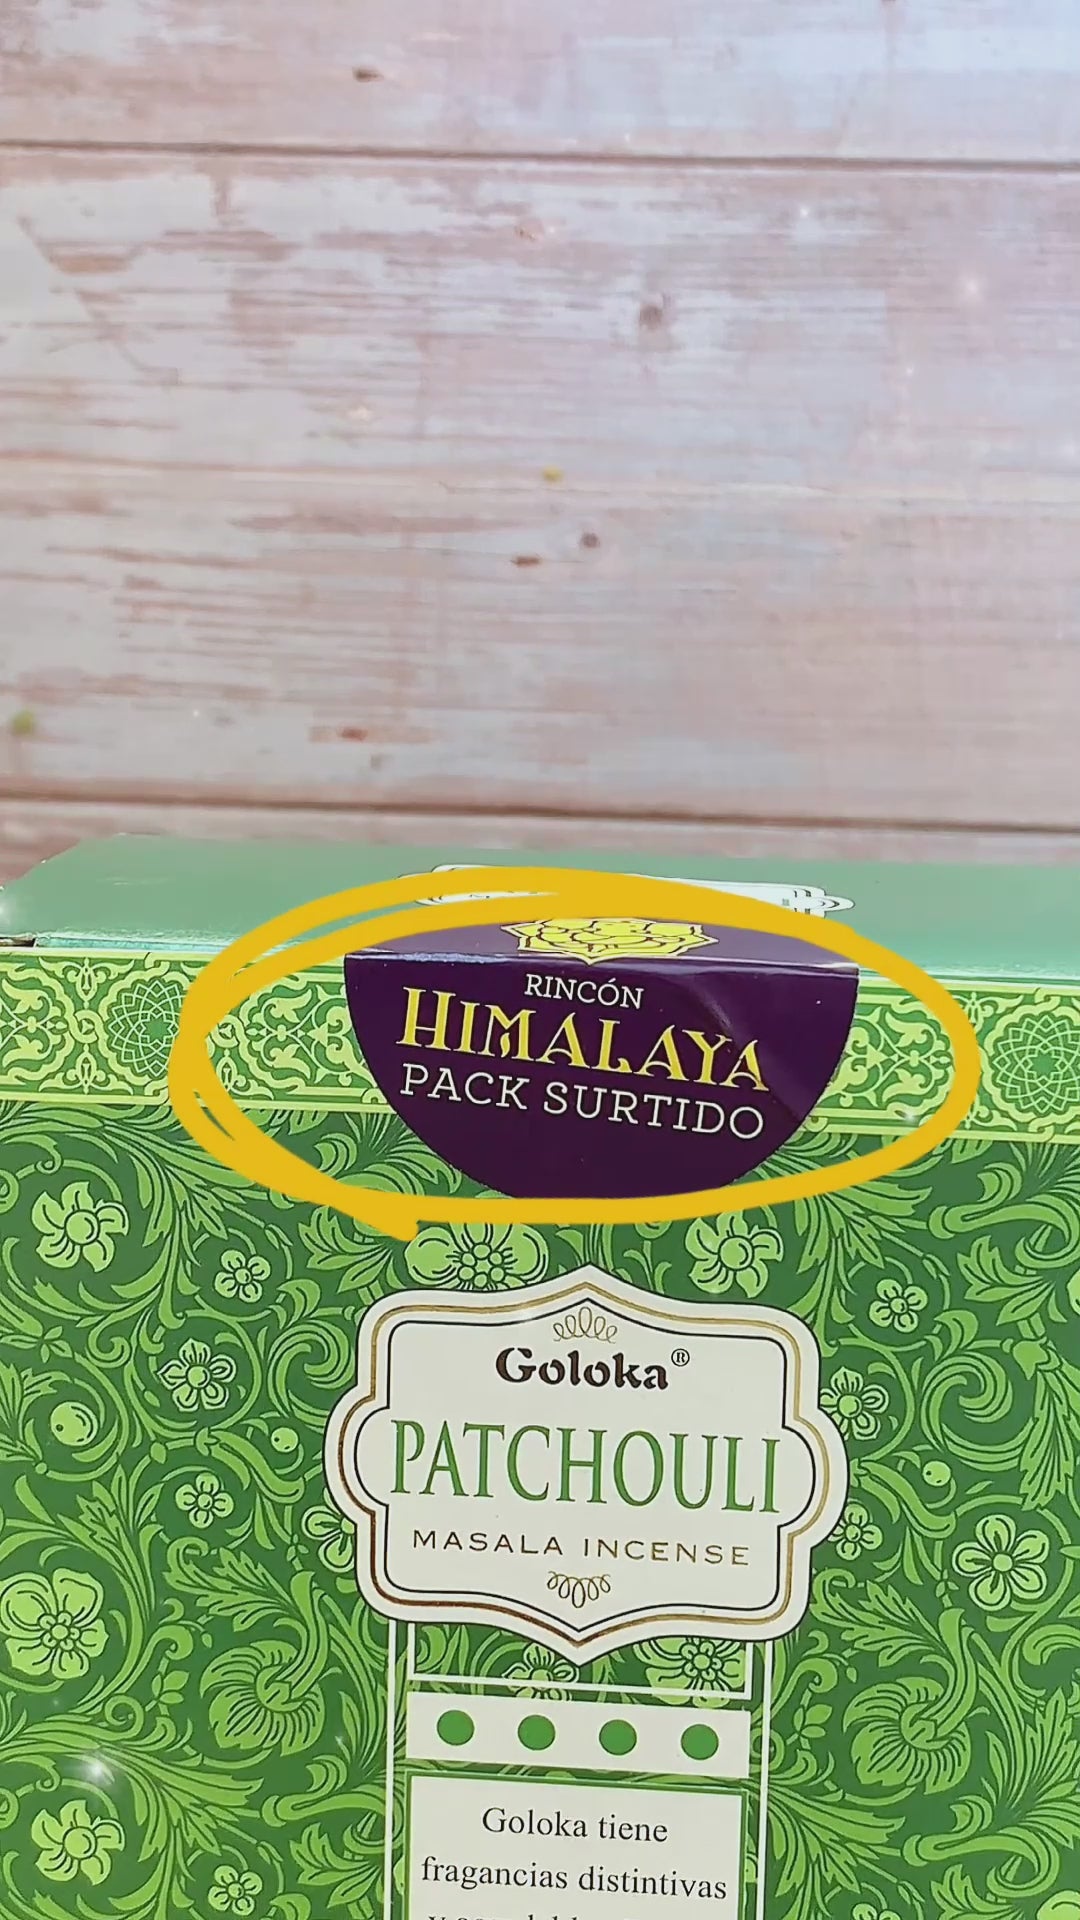 RINCÓN
HIMALAYA
PACK SURTIDO
Goloka®
PATCHOULI
MASALA INCENSE
Goloka tiene
fragancias distintivas